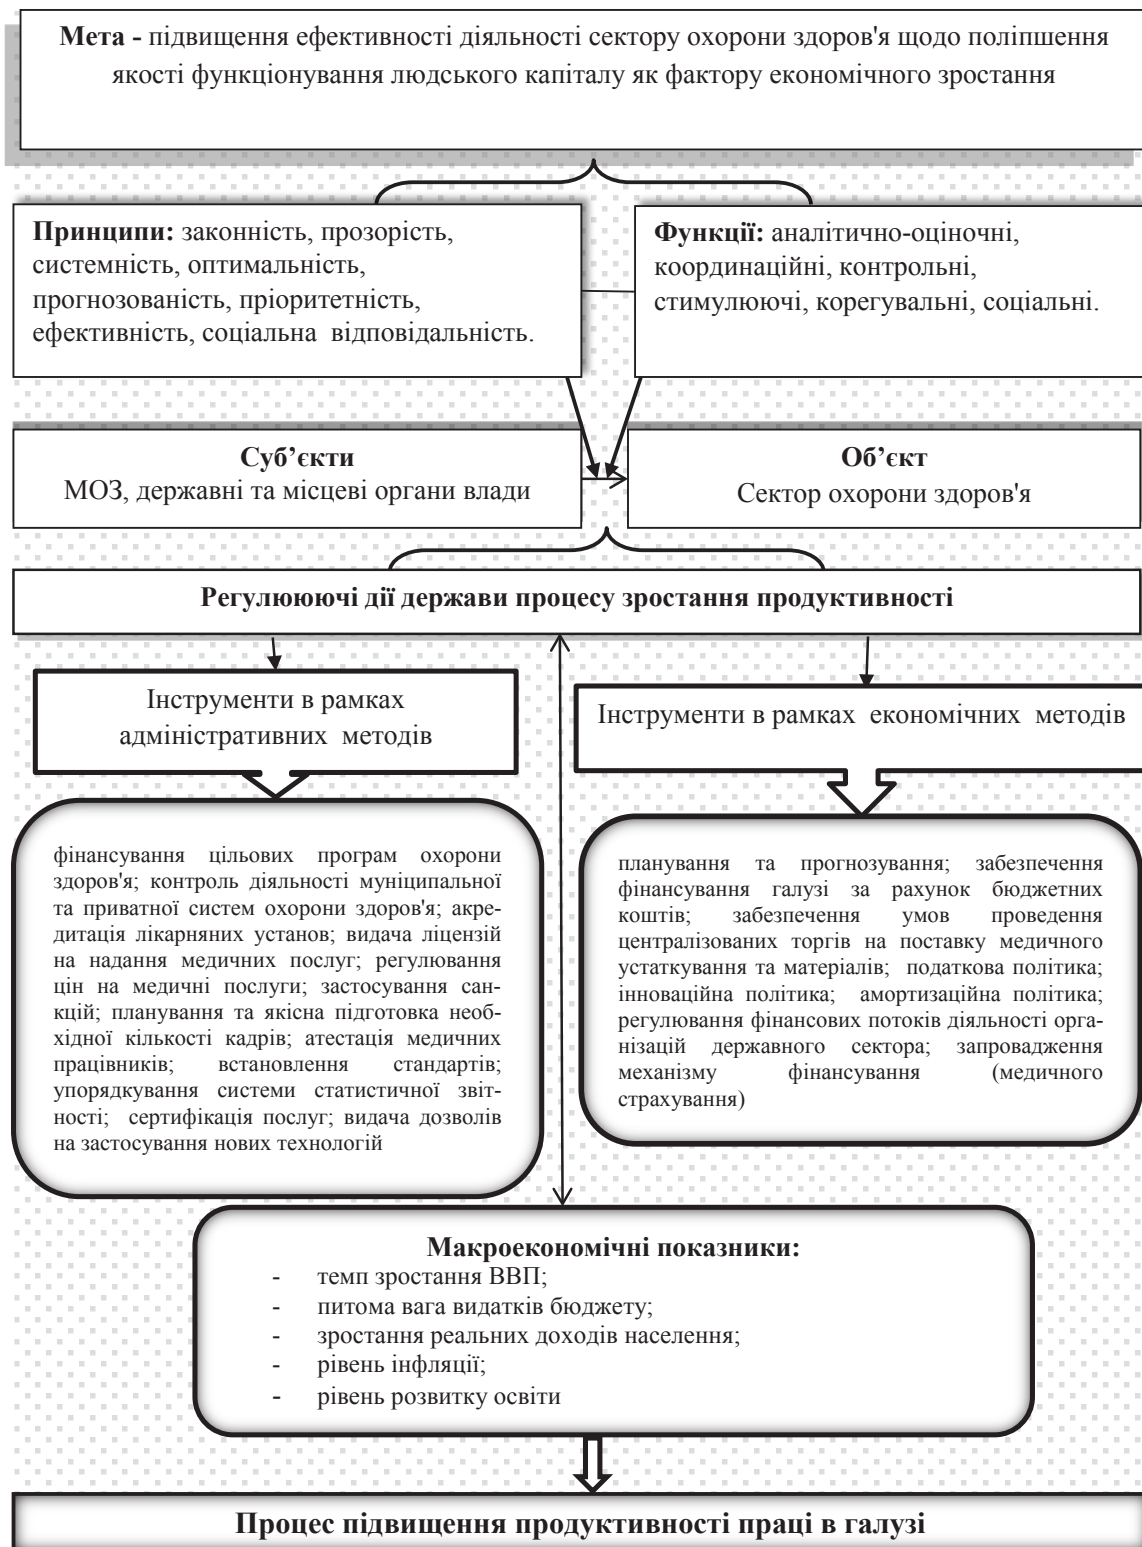 Мета - підвищення ефективності діяльності сектору охорони здоров'я щодо поліпшення
якості функціонування людського капіталу як фактору економічного зростання
Принципи: законність, прозорість,
системність, оптимальність,
прогнозованість, пріоритетність,
ефективність, соціальна відповідальність.
Функції: аналітично-оціночні,
координаційні, контрольні,
стимулюючі, корегувальні, соціальні.
Суб’єкти
МОЗ, державні та місцеві органи влади
Об’єкт
Сектор охорони здоров'я
Регулюючі дії держави процесу зростання продуктивності
Інструменти в рамках
адміністративних методів
Інструменти в рамках економічних методів
фінансування цільових програм охорони
здоров'я; контроль діяльності муніципальної
та приватної систем охорони здоров'я; акре-
дитація лікарняних установ; видача ліцензій
на надання медичних послуг; регулювання
цін на медичні послуги; застосування сан-
кцій; планування та якісна підготовка необ-
хідної кількості кадрів; атестація медичних
працівників; встановлення стандартів;
упорядкування системи статистичної звіт-
ності; сертифікація послуг; видача дозволів
на застосування нових технологій
планування та прогнозування; забезпечення
фінансування галузі за рахунок бюджетних
коштів; забезпечення умов проведення
централізованих торгів на поставку медичного
устаткування та матеріалів; податкова політика;
інноваційна політика; амортизаційна політика;
регулювання фінансових потоків діяльності орга-
нізацій державного сектора; запровадження
механізму фінансування (медичного
страхування)
Макроекономічні показники:
- темп зростання ВВП;
- питома вага видатків бюджету;
- зростання реальних доходів населення;
- рівень інфляції;
- рівень розвитку освіти
Процес підвищення продуктивності праці в галузі